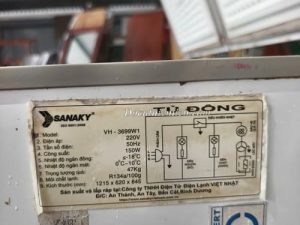 SANAKY
TỦ ĐÔNG
1. Model: VH - 3699W1
2. Điện áp: 220V
3. Tần số điện: 50Hz
4. Công suất: 150W
5. Nhiệt độ ngăn đông: ≤-18°C
6. Nhiệt độ ngăn mát: 0°C-10°C
7. Trọng lượng: 47Kg
8. Môi chất lạnh: R134a/100g
9. Kích thước (mm): 1215 x 620 x 845
Sản xuất và lắp ráp tại Công ty TNHH Điện Tử Điện Lạnh VIỆT NHẬT
Đ/C: An Thành, An Tây, Bến Cát, Bình Dương